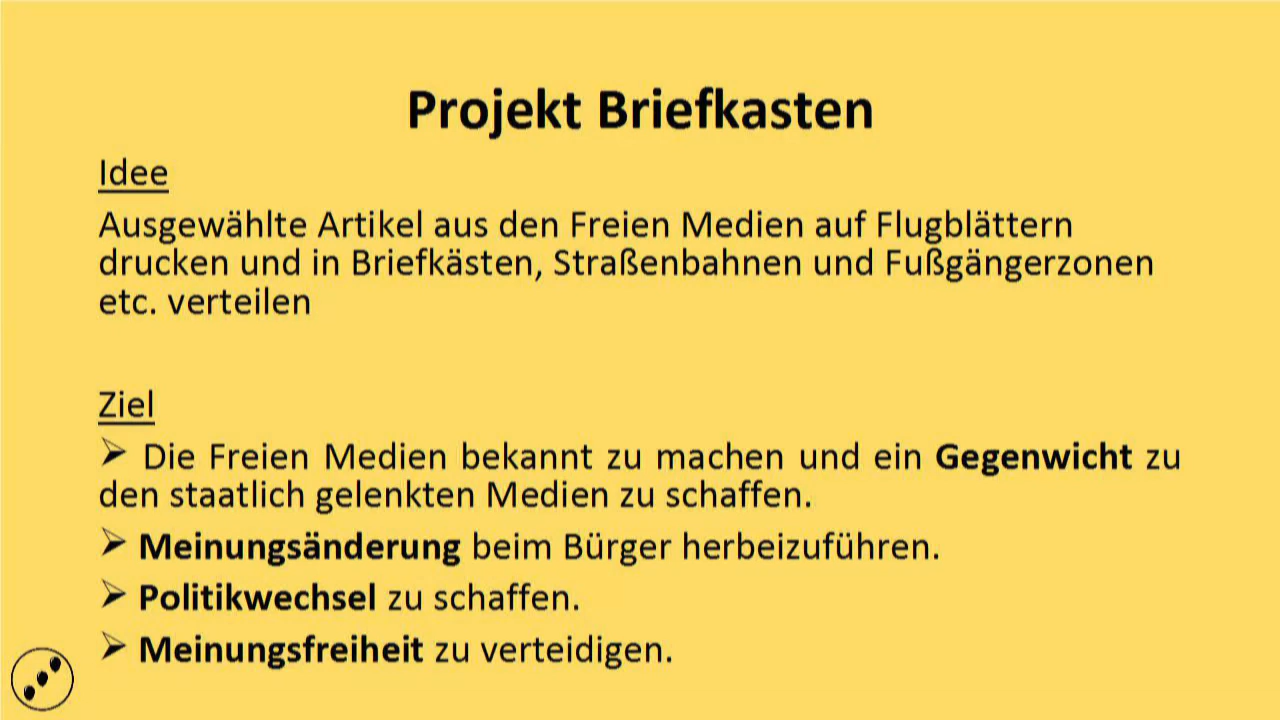 Projekt Briefkasten
Idee
Ausgewählte Artikel aus den Freien Medien auf Flugblättern
drucken und in Briefkästen, Straßenbahnen und Fußgängerzonen
etc. verteilen
Ziel
➢ Die Freien Medien bekannt zu machen und ein Gegenwicht zu
den staatlich gelenkten Medien zu schaffen.
➢ Meinungsänderung beim Bürger herbeizuführen.
➢ Politikwechsel zu schaffen.
➢ Meinungsfreiheit zu verteidigen.